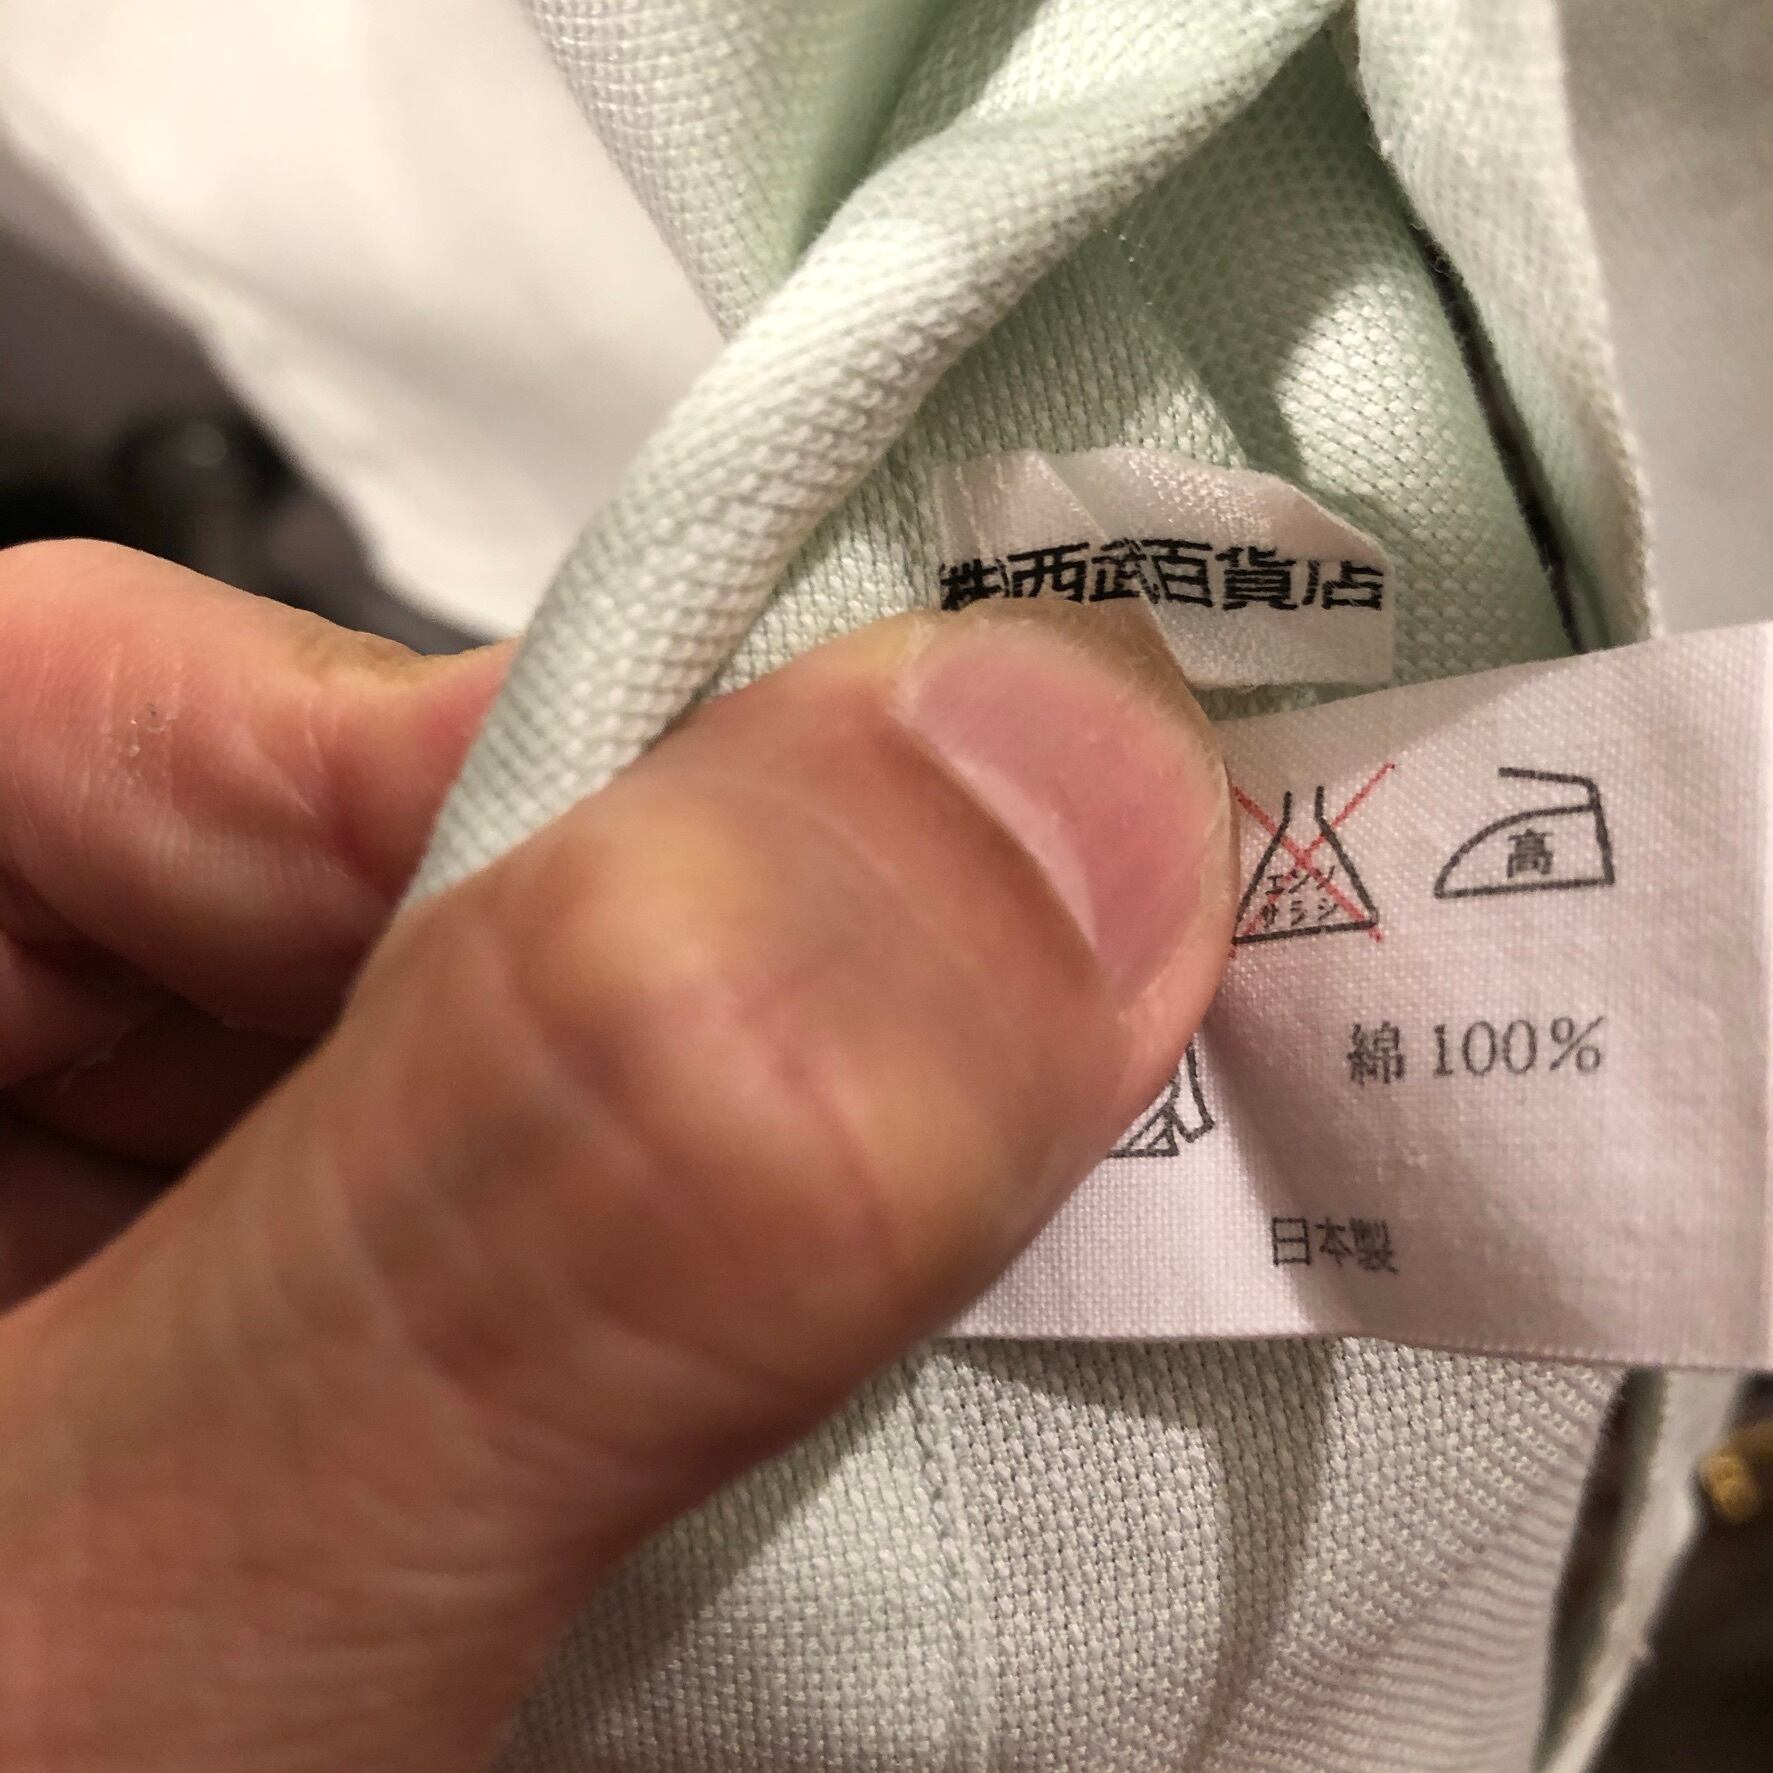 ㈱西武百貨店
エンソ
サラシ
高
綿 100%
日本製